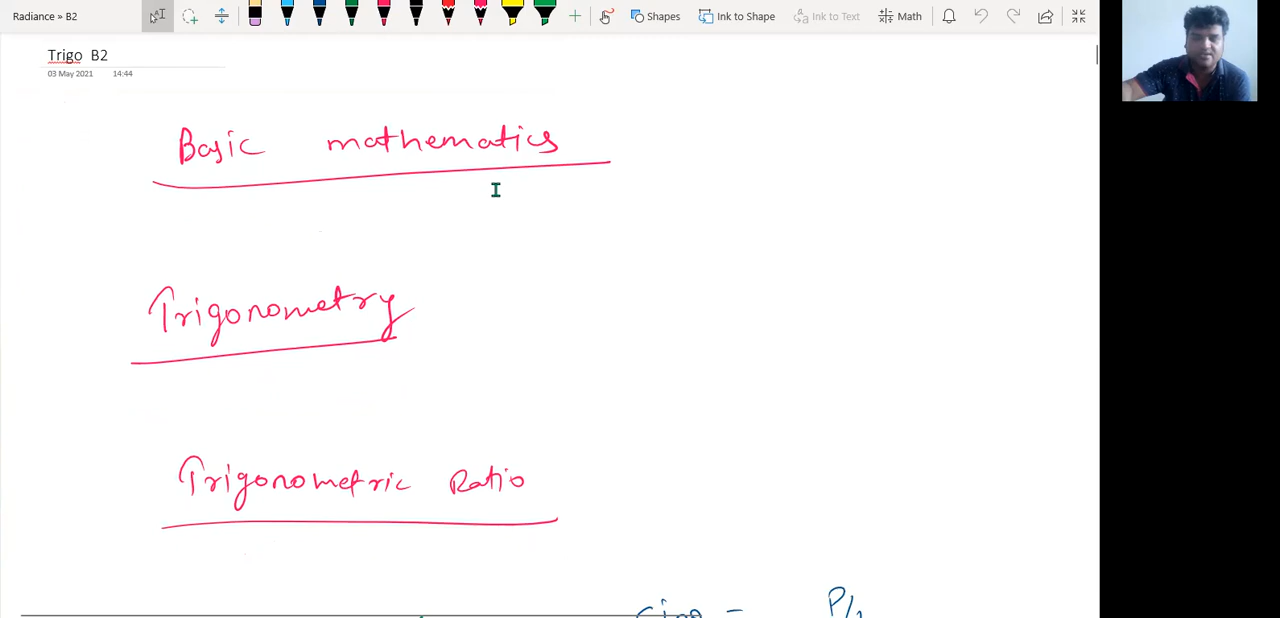 Radiance » B2
Shapes
Ink to Shape
Ink to Text
Math
Trigo B2
03 May 2021 14:44
Basic mathematics
Trigonometry
Trigonometric Ratio